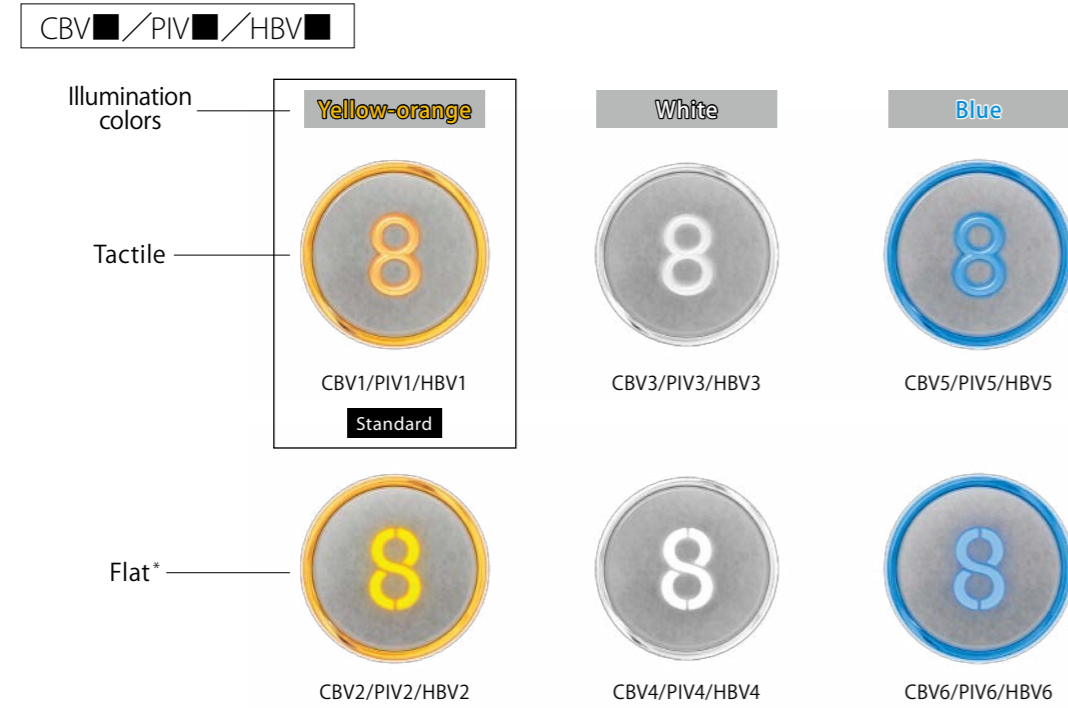 CBV■／PIV■／HBV■
Illumination
colors
Yellow-orange
White
Blue
Tactile
8
8
8
CBV1/PIV1/HBV1
CBV3/PIV3/HBV3
CBV5/PIV5/HBV5
Standard
Flat*
8
8
8
CBV2/PIV2/HBV2
CBV4/PIV4/HBV4
CBV6/PIV6/HBV6